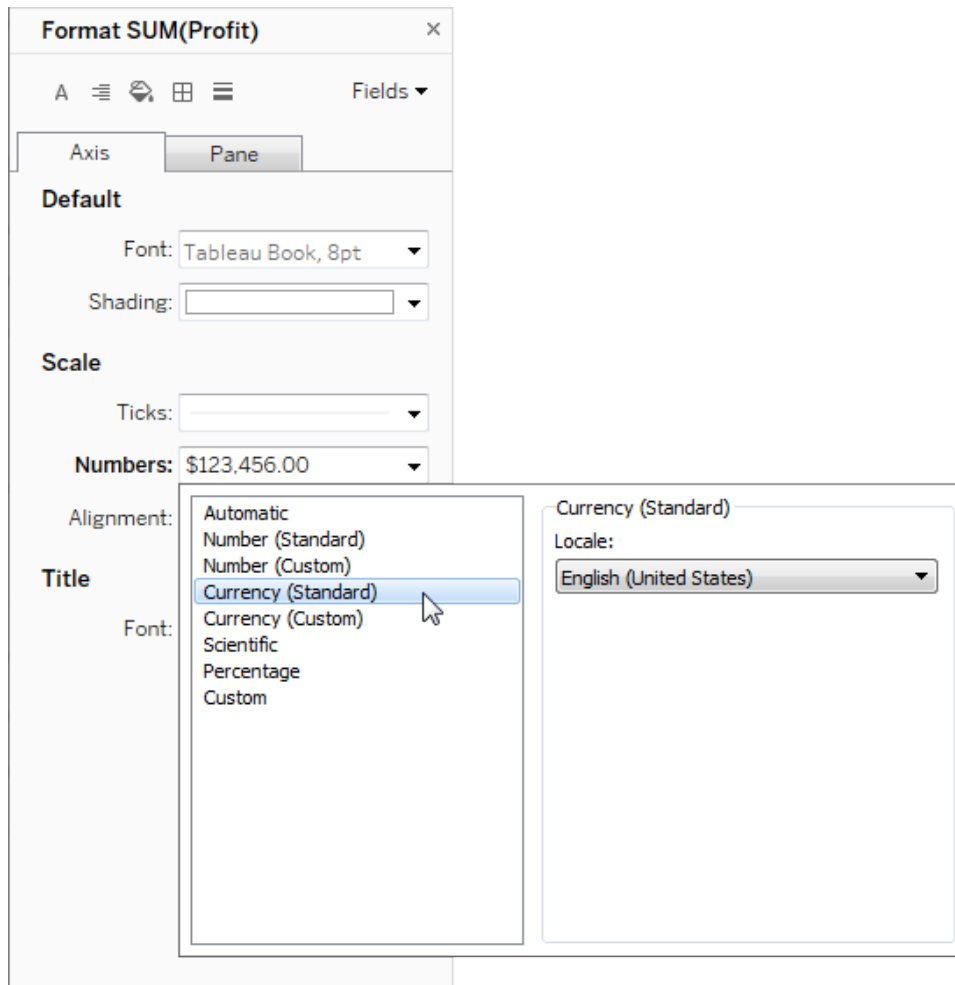 Format SUM(Profit) ×
A Fields
Axis Pane
Default
Font: Tableau Book, 8pt
Shading:
Scale
Ticks:
Numbers: $123,456.00
Alignment:
Title
Font:
Automatic
Number (Standard)
Number (Custom)
Currency (Standard)
Currency (Custom)
Scientific
Percentage
Custom
Currency (Standard)
Locale:
English (United States)